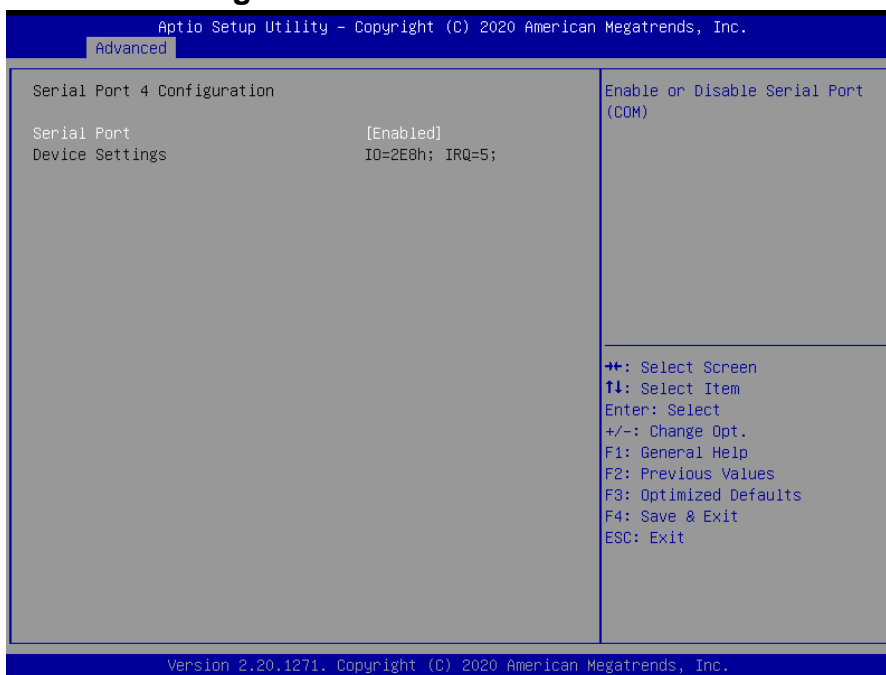 Aptio Setup Utility – Copyright (C) 2020 American Megatrends, Inc.
Advanced
Serial Port 4 Configuration
Serial Port [Enabled]
Device Settings IO=2E8h; IRQ=5;
Enable or Disable Serial Port
(COM)
→←: Select Screen
↑↓: Select Item
Enter: Select
+/-: Change Opt.
F1: General Help
F2: Previous Values
F3: Optimized Defaults
F4: Save & Exit
ESC: Exit
Version 2.20.1271. Copyright (C) 2020 American Megatrends, Inc.